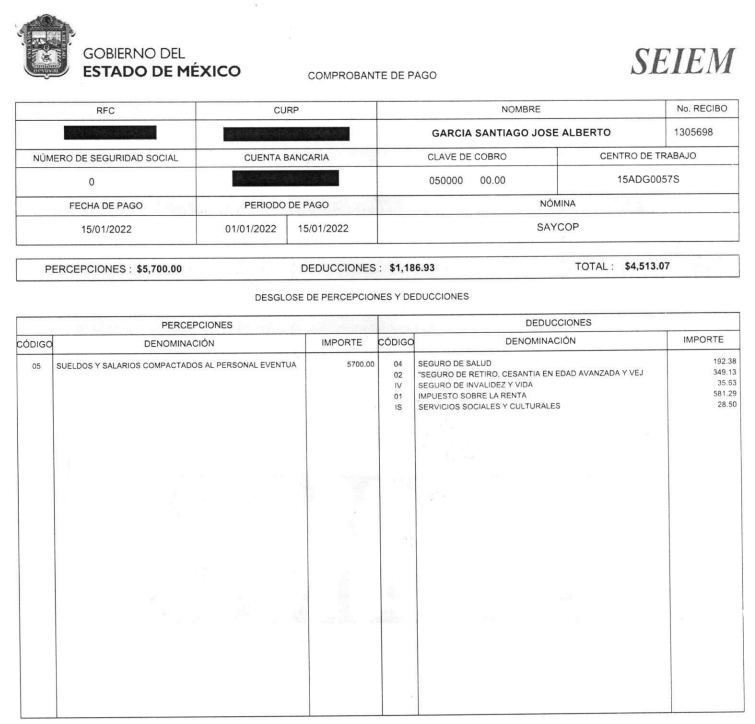 GOBIERNO DEL
ESTADO DE MÉXICO
COMPROBANTE DE PAGO
SEIEM
RFC CURP NOMBRE No. RECIBO
GARCIA SANTIAGO JOSE ALBERTO 1305698
NÚMERO DE SEGURIDAD SOCIAL CUENTA BANCARIA CLAVE DE COBRO CENTRO DE TRABAJO
0 050000 00.00 15ADG0057S
FECHA DE PAGO PERIODO DE PAGO NÓMINA
15/01/2022 01/01/2022 15/01/2022 SAYCOP
PERCEPCIONES : $5,700.00 DEDUCCIONES : $1,186.93 TOTAL : $4,513.07
DESGLOSE DE PERCEPCIONES Y DEDUCCIONES
PERCEPCIONES DEDUCCIONES
CÓDIGO DENOMINACIÓN IMPORTE CÓDIGO DENOMINACIÓN IMPORTE
05 SUELDOS Y SALARIOS COMPACTADOS AL PERSONAL EVENTUA 5700.00 04 SEGURO DE SALUD 192.38
02 "SEGURO DE RETIRO, CESANTIA EN EDAD AVANZADA Y VEJ 349.13
IV SEGURO DE INVALIDEZ Y VIDA 35.63
01 IMPUESTO SOBRE LA RENTA 581.29
IS SERVICIOS SOCIALES Y CULTURALES 28.50